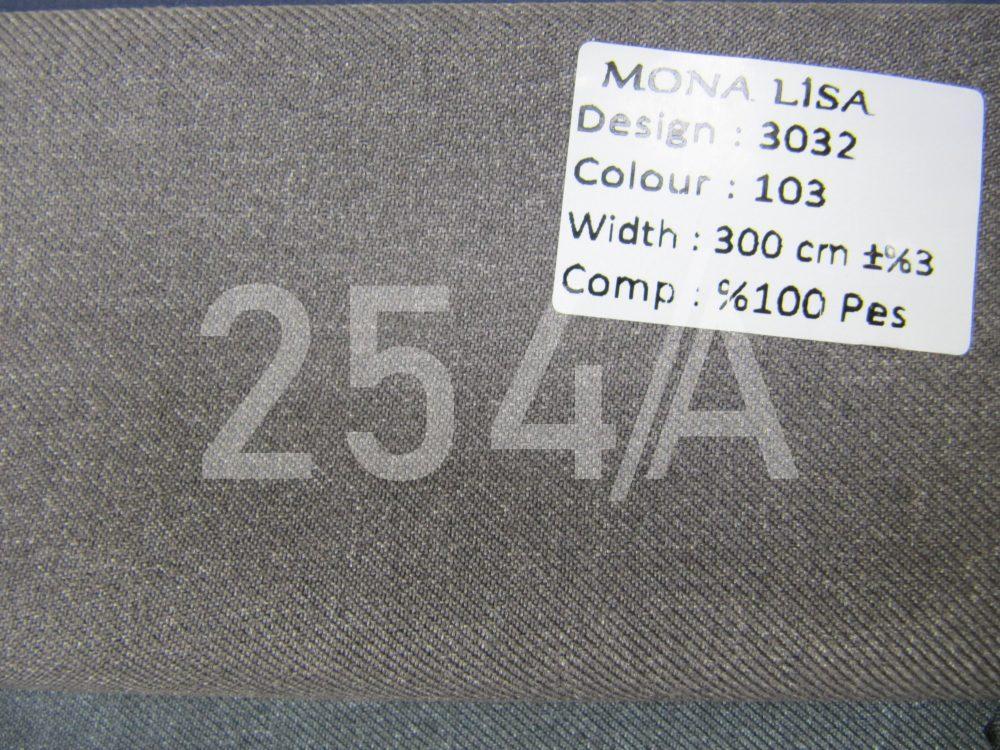 MONA LİSA
Design : 3032
Colour : 103
Width : 300 cm ±%3
Comp : %100 Pes
254/A